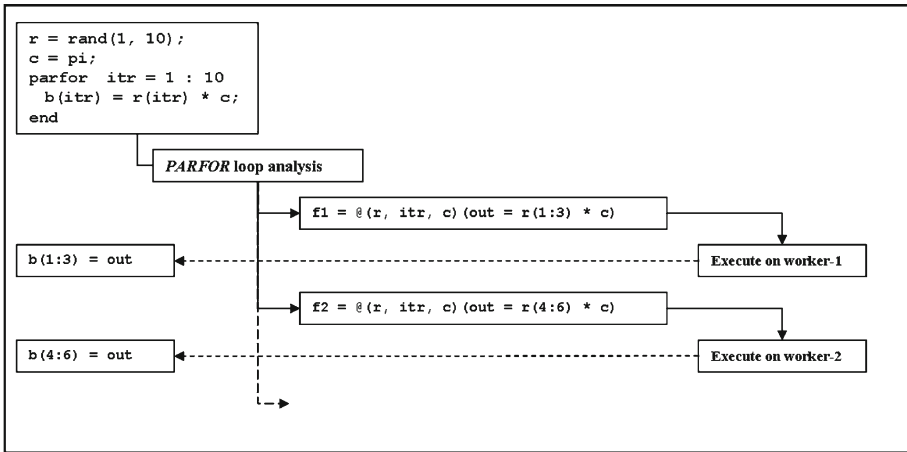 r = rand(1, 10);
c = pi;
parfor itr = 1 : 10
b(itr) = r(itr) * c;
end
PARFOR loop analysis
f1 = @(r, itr, c)(out = r(1:3) * c)
b(1:3) = out
Execute on worker-1
f2 = @(r, itr, c)(out = r(4:6) * c)
b(4:6) = out
Execute on worker-2